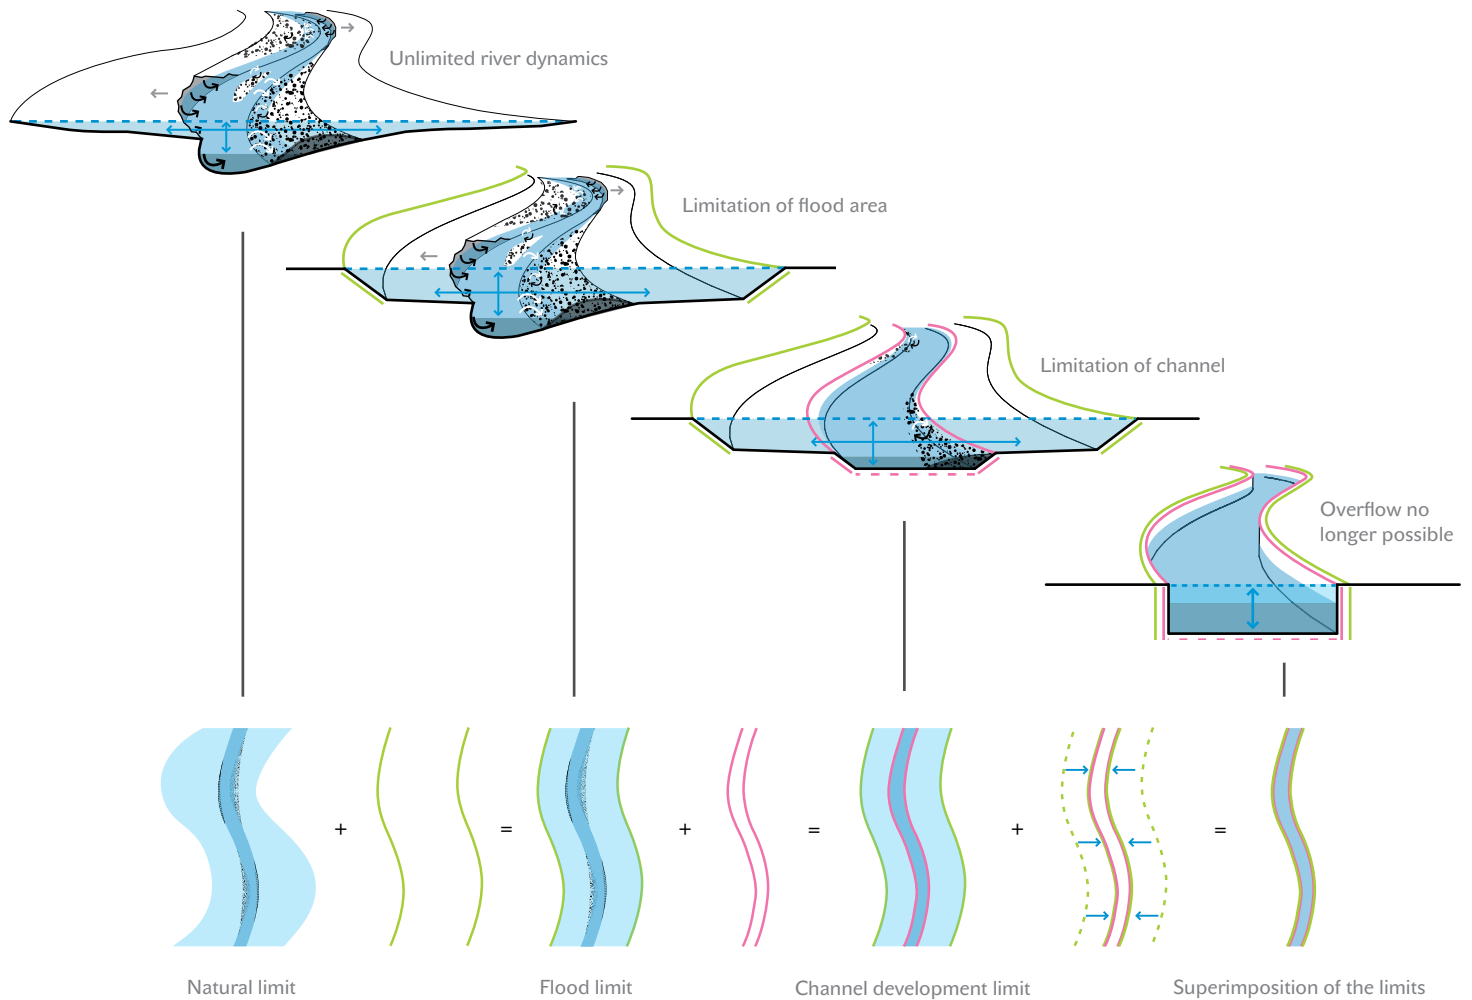 Unlimited river dynamics
Limitation of flood area
Limitation of channel
Overflow no
longer possible
+ = + = + =
Natural limit
Flood limit
Channel development limit
Superimposition of the limits